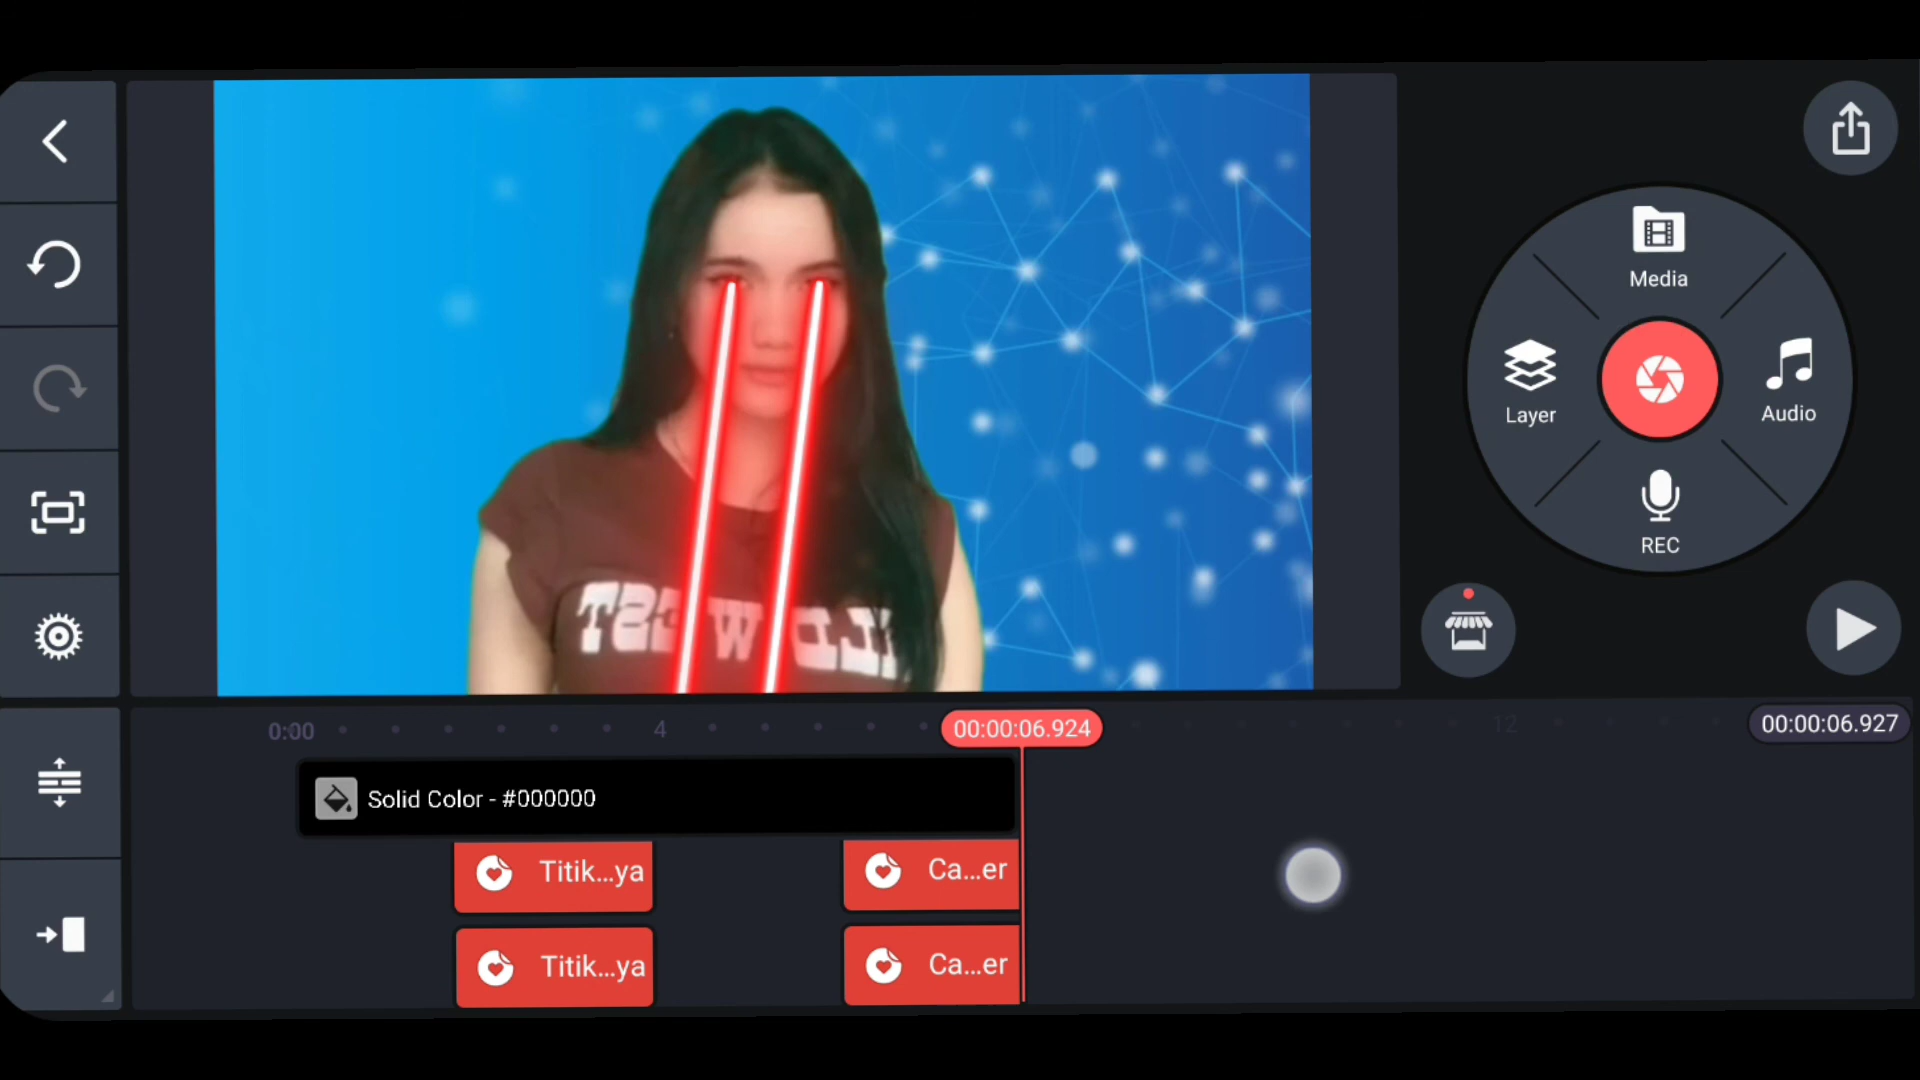 Media
Layer
Audio
REC
0:00
4
00:00:06.924
12
00:00:06.927
Solid Color - #000000
Titik...ya
Ca...er
Titik...ya
Ca...er